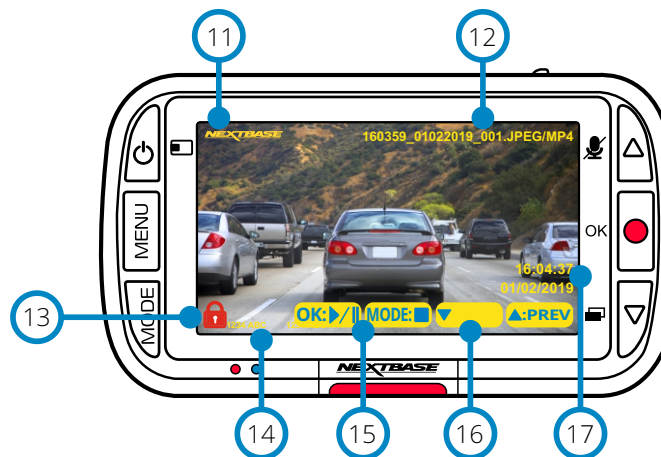 11
12
NEXTBASE
160359_01022019_001.JPEG/MP4
MENU
OK
16:04:37
01/02/2019
MODE
13
OK: ▶/II MODE: ■ ▼ ▲:PREV
NEXTBASE
14
15
16
17